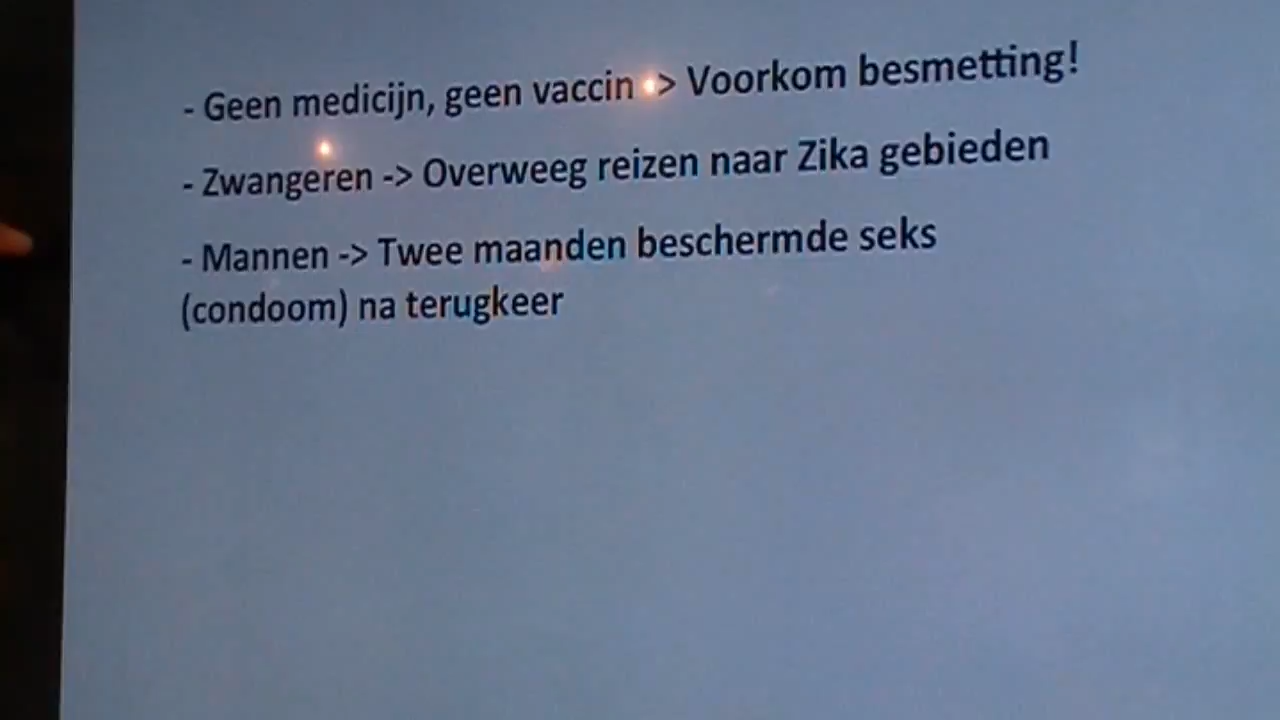 - Geen medicijn, geen vaccin -> Voorkom besmetting!
- Zwangeren -> Overweeg reizen naar Zika gebieden
- Mannen -> Twee maanden beschermde seks
(condoom) na terugkeer